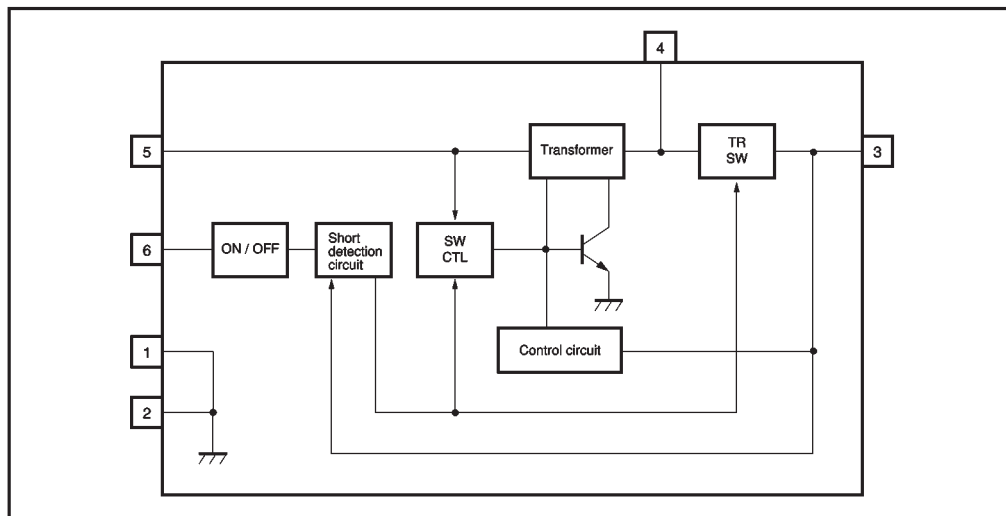 4
5
Transformer
TR
SW
3
6
ON / OFF
Short
detection
circuit
SW
CTL
1
Control circuit
2